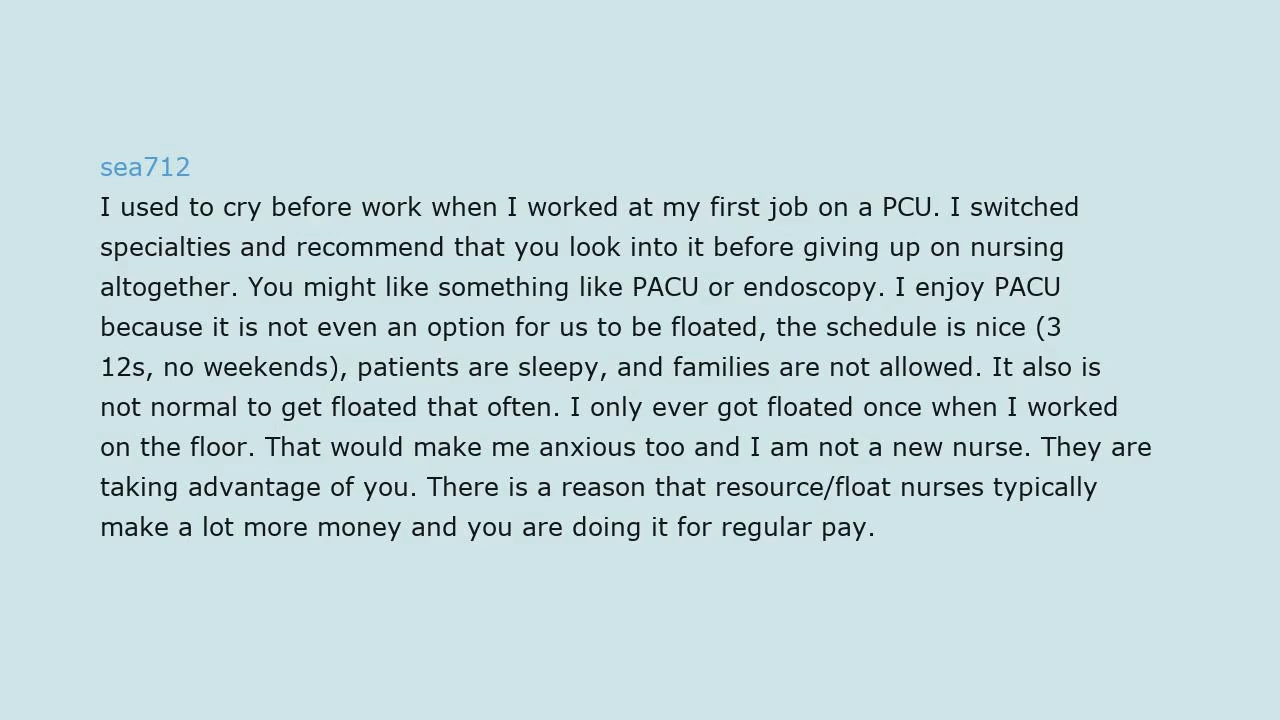 sea712
I used to cry before work when I worked at my first job on a PCU. I switched
specialties and recommend that you look into it before giving up on nursing
altogether. You might like something like PACU or endoscopy. I enjoy PACU
because it is not even an option for us to be floated, the schedule is nice (3
12s, no weekends), patients are sleepy, and families are not allowed. It also is
not normal to get floated that often. I only ever got floated once when I worked
on the floor. That would make me anxious too and I am not a new nurse. They are
taking advantage of you. There is a reason that resource/float nurses typically
make a lot more money and you are doing it for regular pay.